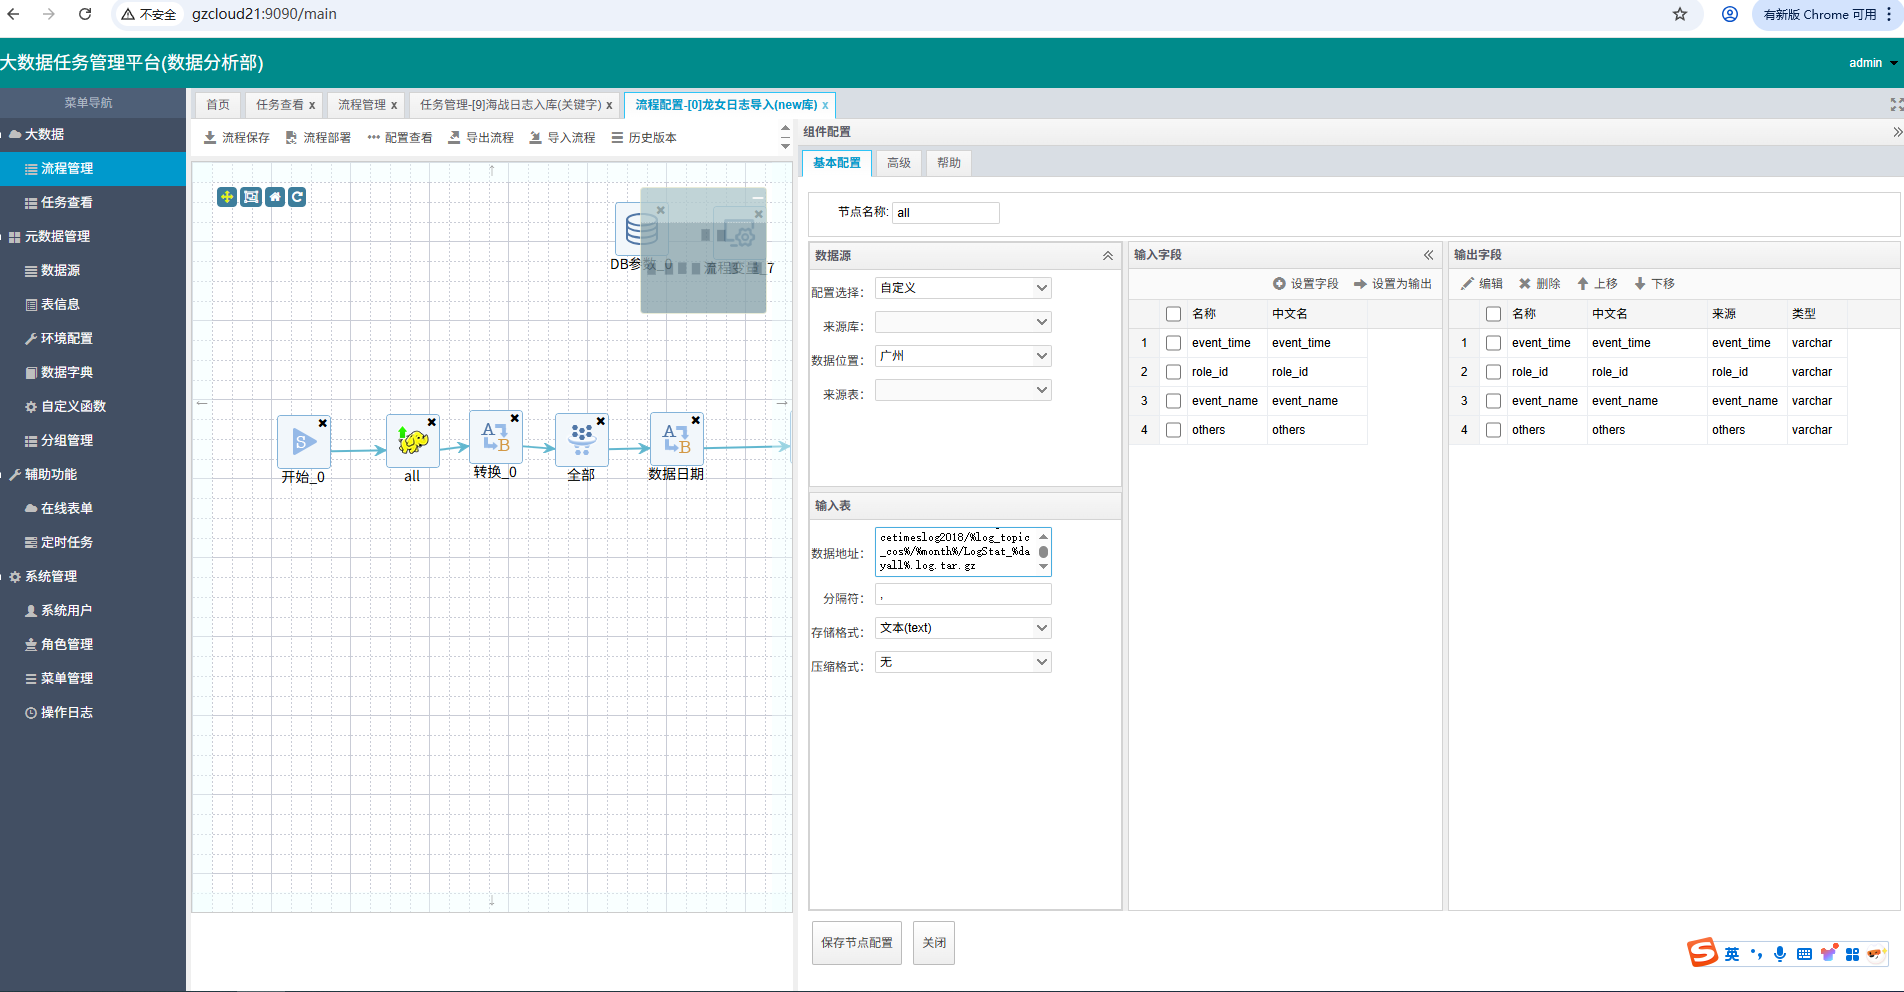 不安全 gzcloud21:9090/main 有新版 Chrome 可用
大数据任务管理平台(数据分析部) admin
菜单导航
大数据
流程管理
任务查看
元数据管理
数据源
表信息
环境配置
数据字典
自定义函数
分组管理
辅助功能
在线表单
定时任务
系统管理
系统用户
角色管理
菜单管理
操作日志
首页 任务查看 x 流程管理 x 任务管理-[9]海战日志入库(关键字) x 流程配置-[0]龙女日志导入(new库) x
流程保存 流程部署 配置查看 导出流程 导入流程 历史版本
DB参数_0 流程变量_7
S A B A B
开始_0 all 转换_0 全部 数据日期
组件配置
基本配置 高级 帮助
节点名称: all
数据源
配置选择: 自定义
来源库:
数据位置: 广州
来源表:
输入表
数据地址: cetimeslog2018/%log_topic
_cos%/%month%/LogStat_%da
yall%.log.tar.gz
分隔符: ,
存储格式: 文本(text)
压缩格式: 无
输入字段
设置字段 设置为输出
名称 中文名
1 event_time event_time
2 role_id role_id
3 event_name event_name
4 others others
输出字段
编辑 删除 上移 下移
名称 中文名 来源 类型
1 event_time event_time event_time varchar
2 role_id role_id role_id varchar
3 event_name event_name event_name varchar
4 others others others varchar
保存节点配置 关闭
S 英